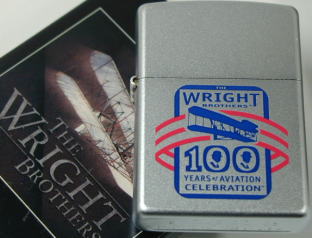 THE
WRIGHT
BROTHERS
THE
WRIGHT
BROTHERS
100
YEARS of AVIATION
CELEBRATION